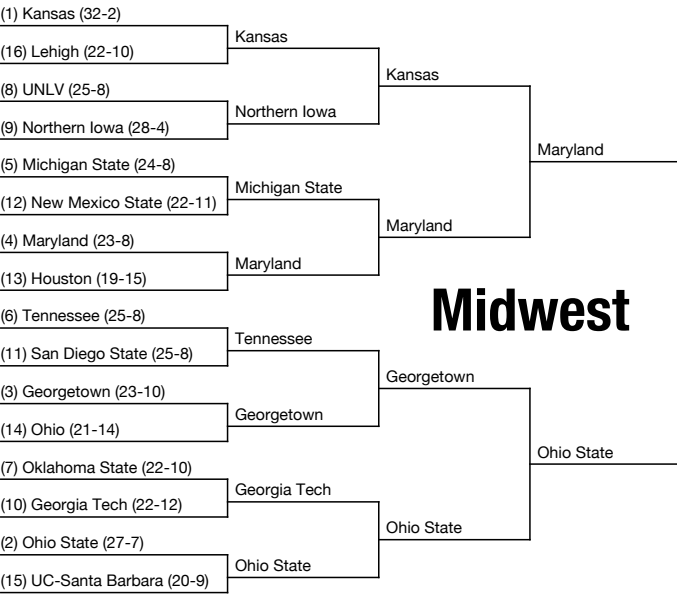 (1) Kansas (32-2)
(16) Lehigh (22-10)
(8) UNLV (25-8)
(9) Northern Iowa (28-4)
(5) Michigan State (24-8)
(12) New Mexico State (22-11)
(4) Maryland (23-8)
(13) Houston (19-15)
(6) Tennessee (25-8)
(11) San Diego State (25-8)
(3) Georgetown (23-10)
(14) Ohio (21-14)
(7) Oklahoma State (22-10)
(10) Georgia Tech (22-12)
(2) Ohio State (27-7)
(15) UC-Santa Barbara (20-9)
Kansas
Northern Iowa
Michigan State
Maryland
Tennessee
Georgetown
Georgia Tech
Ohio State
Kansas
Maryland
Georgetown
Ohio State
Maryland
Ohio State
Midwest